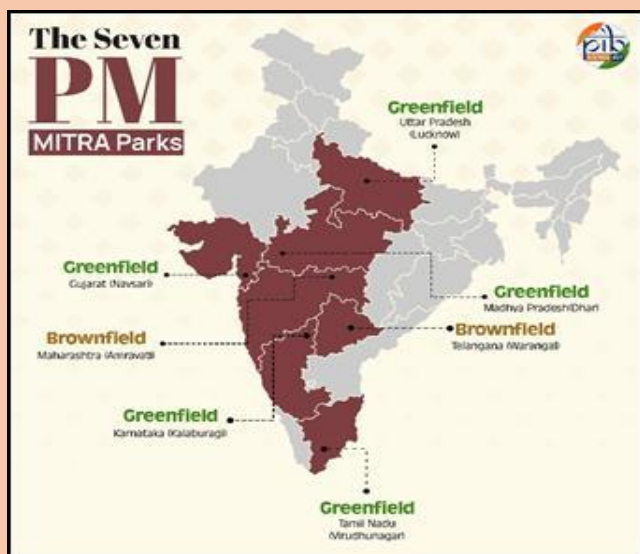 The Seven
PM
MITRA Parks
pib
Greenfield
Uttar Pradesh
(Lucknow)
Greenfield
Gujarat (Navsari)
Greenfield
Madhya Pradesh(Dhar)
Brownfield
Maharashtra (Amravati)
Brownfield
Telangana (Warangal)
Greenfield
Karnataka (Kalaburagi)
Greenfield
Tamil Nadu
(Virudhunagar)